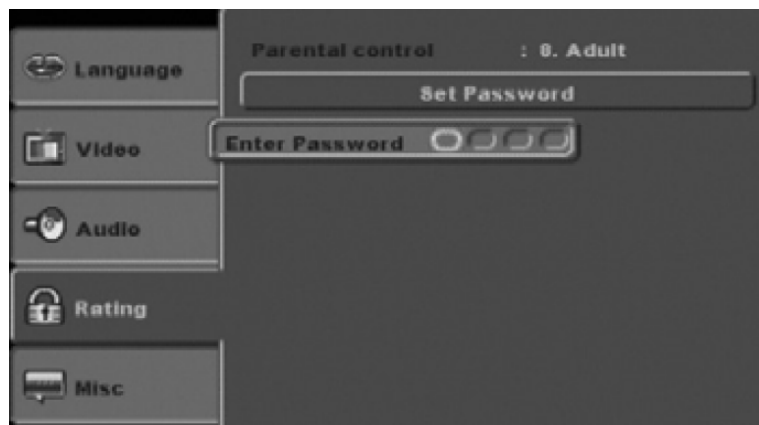 Language
Video
Audio
Rating
Misc
Parental control : 8. Adult
Set Password
Enter Password